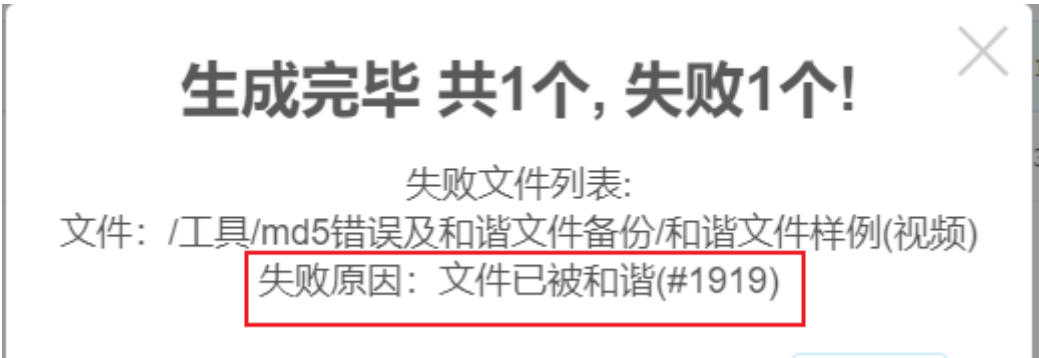 生成完毕 共1个, 失败1个!
失败文件列表:
文件：/工具/md5错误及和谐文件备份/和谐文件样例(视频)
失败原因：文件已被和谐(#1919)